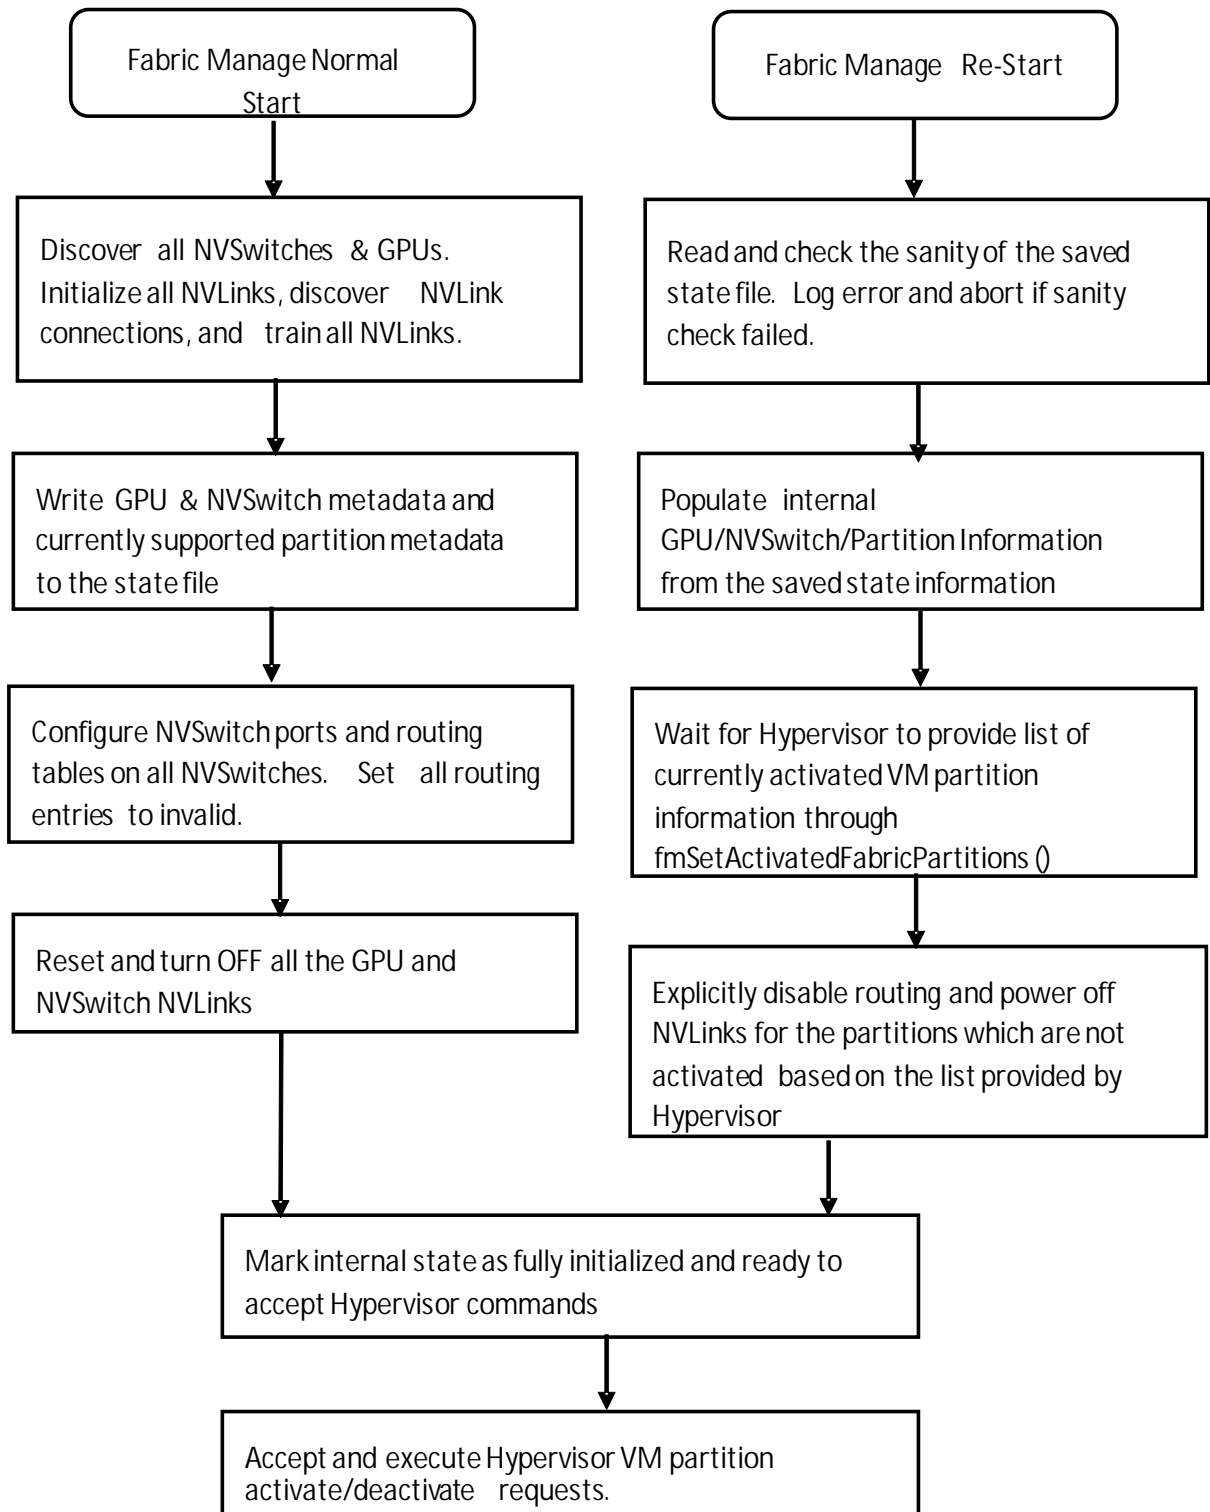 Fabric Manage Normal
Start
Discover all NVSwitches & GPUs.
Initialize all NVLinks, discover NVLink
connections, and train all NVLinks.
Write GPU & NVSwitch metadata and
currently supported partition metadata
to the state file
Configure NVSwitch ports and routing
tables on all NVSwitches. Set all routing
entries to invalid.
Reset and turn OFF all the GPU and
NVSwitch NVLinks
Fabric Manage Re-Start
Read and check the sanity of the saved
state file. Log error and abort if sanity
check failed.
Populate internal
GPU/NVSwitch/Partition Information
from the saved state information
Wait for Hypervisor to provide list of
currently activated VM partition
information through
fmSetActivatedFabricPartitions ()
Explicitly disable routing and power off
NVLinks for the partitions which are not
activated based on the list provided by
Hypervisor
Mark internal state as fully initialized and ready to
accept Hypervisor commands
Accept and execute Hypervisor VM partition
activate/deactivate requests.